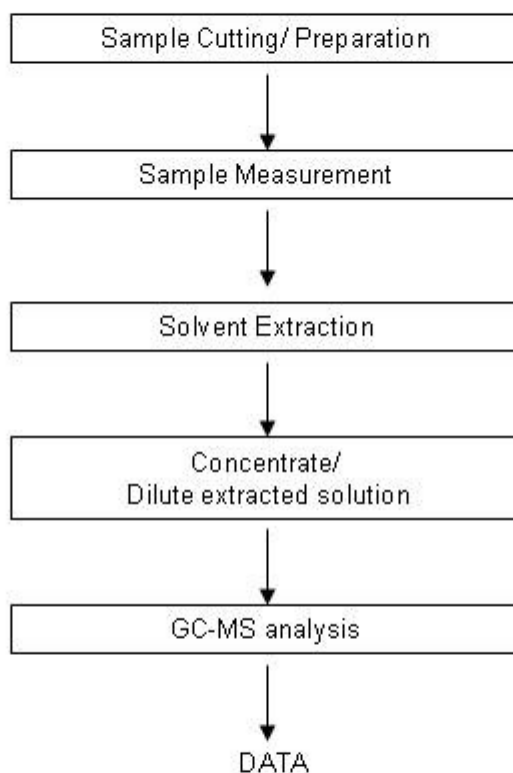 Sample Cutting/ Preparation
Sample Measurement
Solvent Extraction
Concentrate/
Dilute extracted solution
GC-MS analysis
DATA